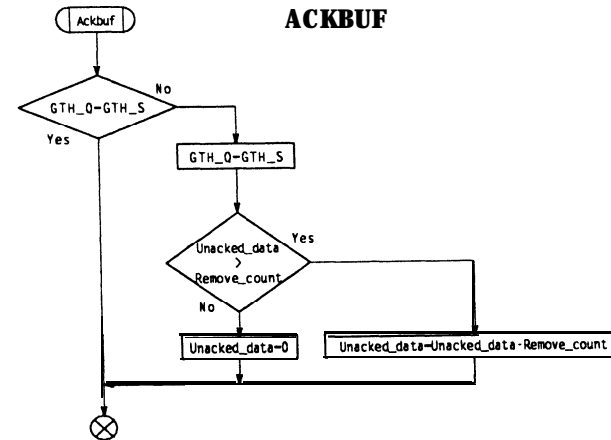 ACKBUF
Ackbuf
No
GTH_Q=GTH_S
Yes
GTH_Q=GTH_S
Unacked_data
>
Remove_count
Yes
No
Unacked_data=0
Unacked_data=Unacked_data-Remove_count